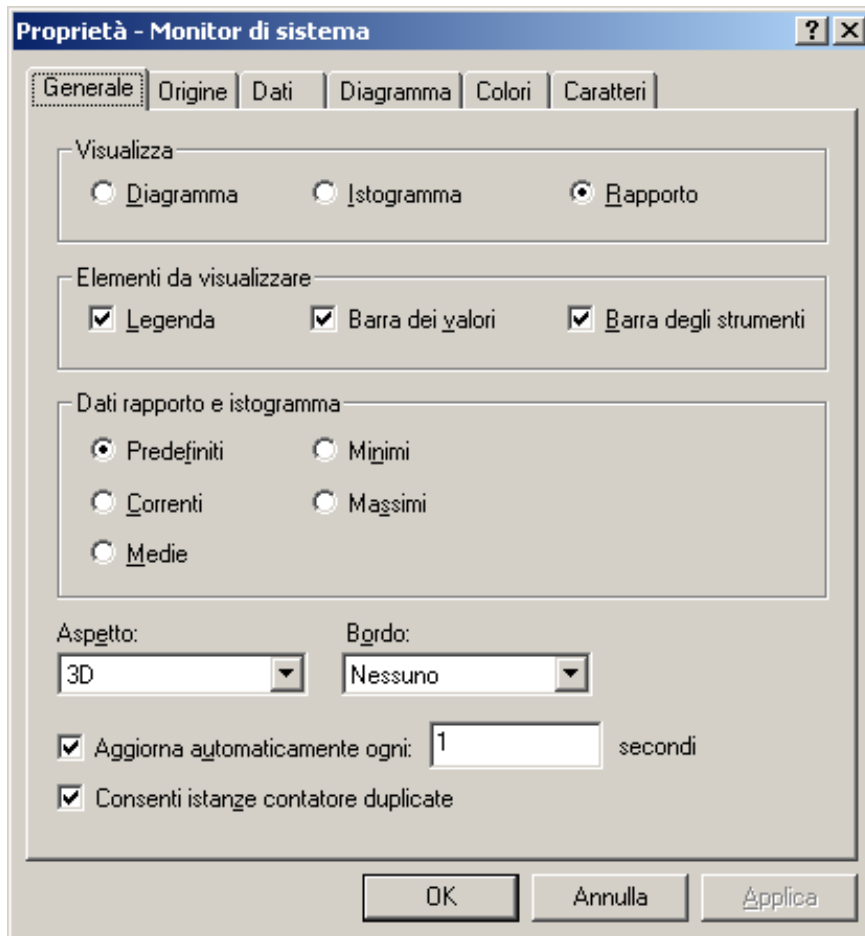 Proprietà - Monitor di sistema
Generale Origine Dati Diagramma Colori Caratteri
Visualizza
Diagramma Istogramma Rapporto
Elementi da visualizzare
Legenda Barra dei valori Barra degli strumenti
Dati rapporto e istogramma
Predefiniti Minimi
Correnti Massimi
Medie
Aspetto: Bordo:
3D Nessuno
Aggiorna automaticamente ogni: 1 secondi
Consenti istanze contatore duplicate
OK Annulla Applica